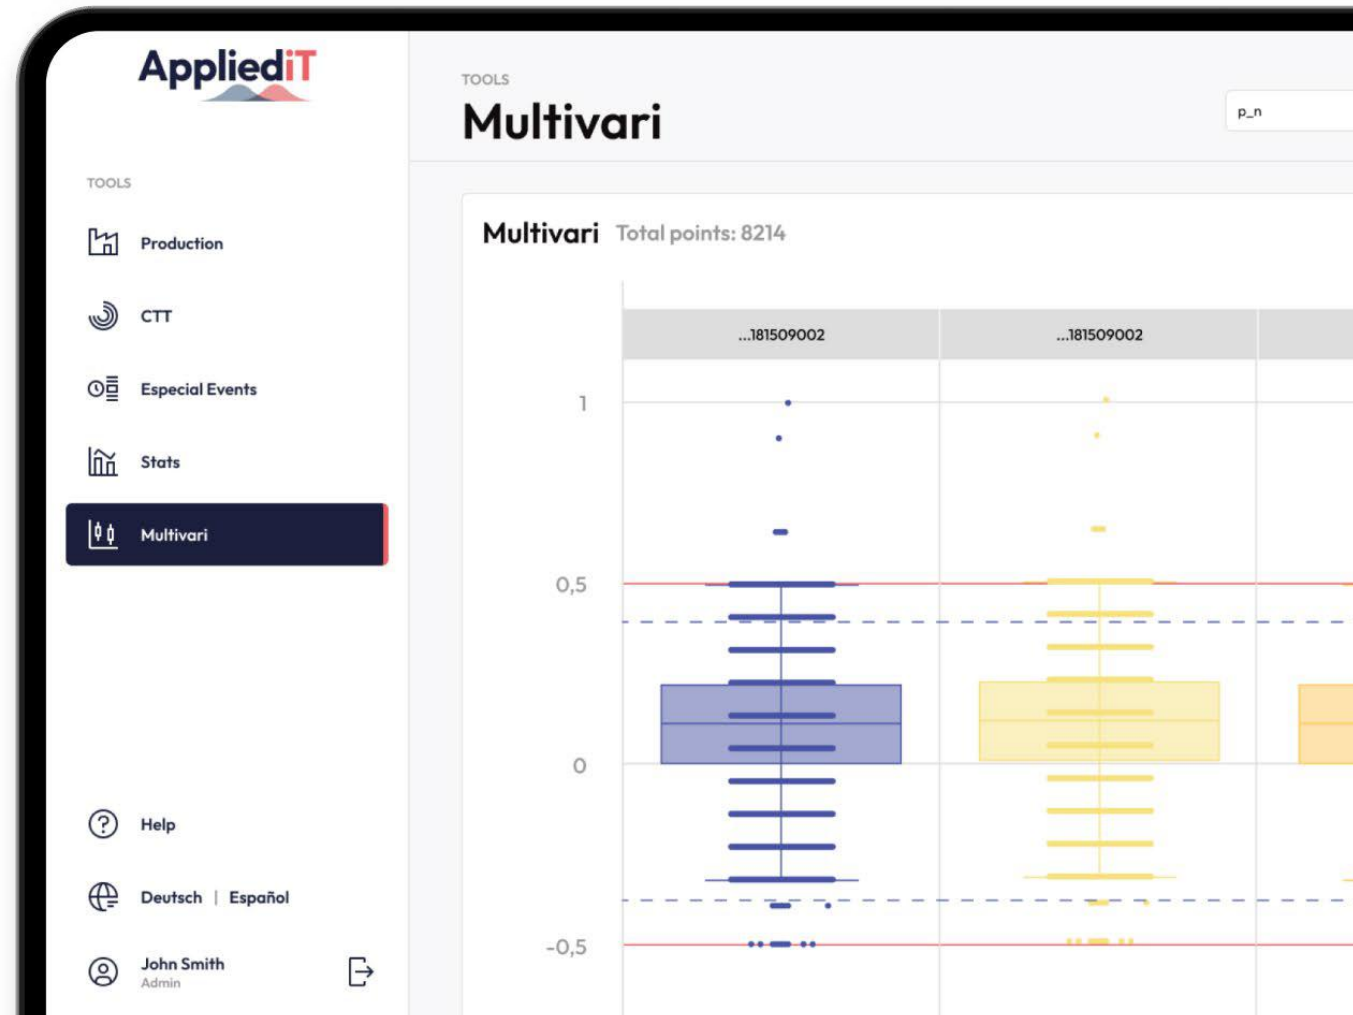 AppliediT
TOOLS
Production
CTT
Especial Events
Stats
Multivari
Help
Deutsch | Español
John Smith
Admin
TOOLS
Multivari
p_n
Multivari Total points: 8214
...181509002 ...181509002
1
0,5
0
-0,5